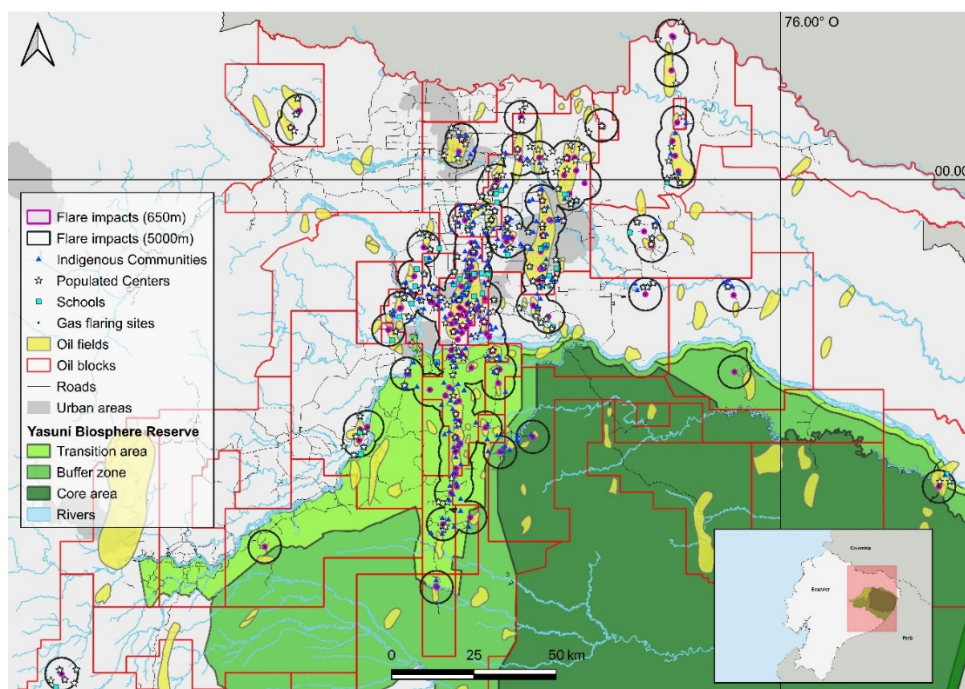 76.00° O
00.00
Flare impacts (650m)
Flare impacts (5000m)
Indigenous Communities
Populated Centers
Schools
Gas flaring sites
Oil fields
Oil blocks
Roads
Urban areas
Yasuni Biosphere Reserve
Transition area
Buffer zone
Core area
Rivers
0 25 50 km